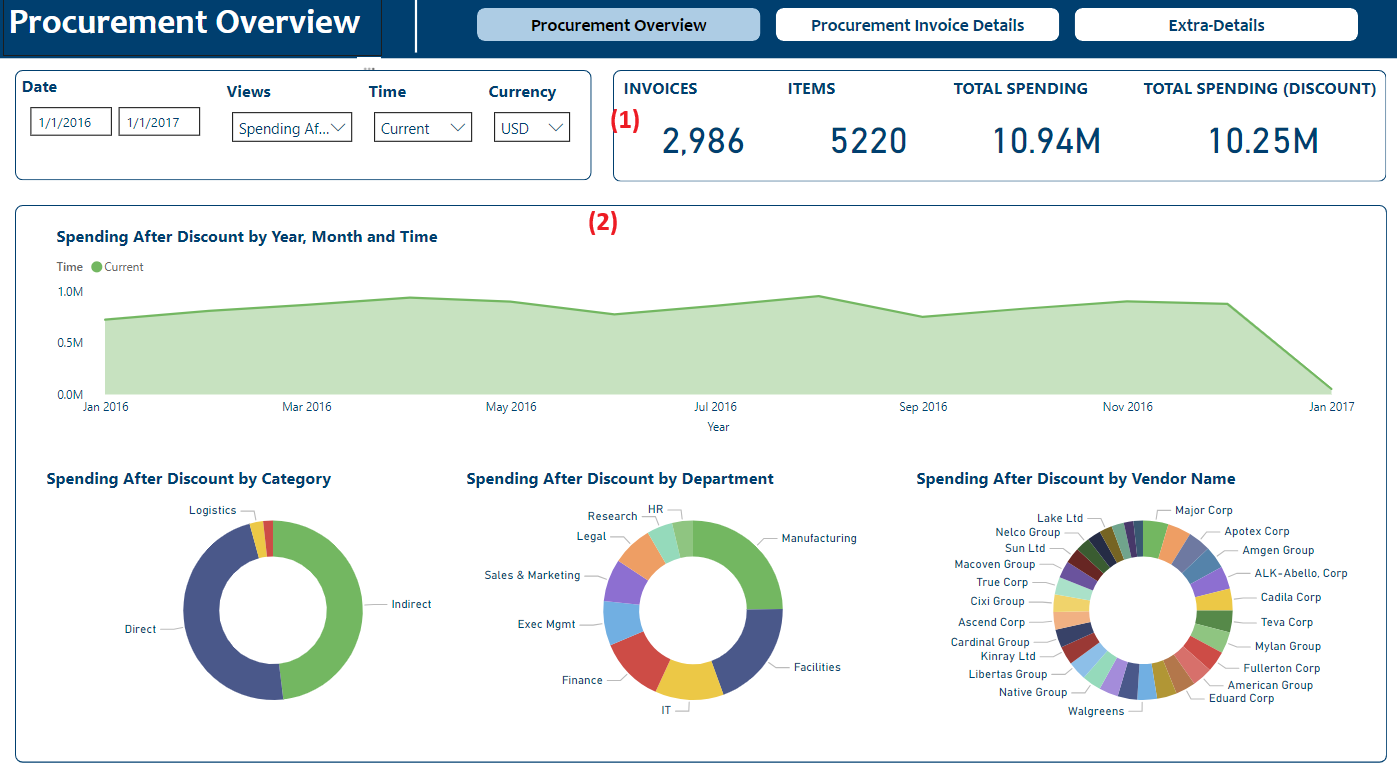 Procurement Overview
Procurement Overview
Procurement Invoice Details
Extra-Details
Date
1/1/2016
1/1/2017
Views
Spending Af...
Time
Current
Currency
USD
(1)
INVOICES
2,986
ITEMS
5220
TOTAL SPENDING
10.94M
TOTAL SPENDING (DISCOUNT)
10.25M
(2)
Spending After Discount by Year, Month and Time
Time Current
1.0M
0.5M
0.0M
Jan 2016
Mar 2016
May 2016
Jul 2016
Sep 2016
Nov 2016
Jan 2017
Year
Spending After Discount by Category
Logistics
Indirect
Direct
Spending After Discount by Department
HR
Research
Legal
Sales & Marketing
Exec Mgmt
Finance
IT
Manufacturing
Facilities
Spending After Discount by Vendor Name
Lake Ltd
Nelco Group
Sun Ltd
Macoven Group
True Corp
Cixi Group
Ascend Corp
Cardinal Group
Kinray Ltd
Libertas Group
Native Group
Walgreens
Major Corp
Apotex Corp
Amgen Group
ALK-Abello, Corp
Cadila Corp
Teva Corp
Mylan Group
Fullerton Corp
American Group
Eduard Corp